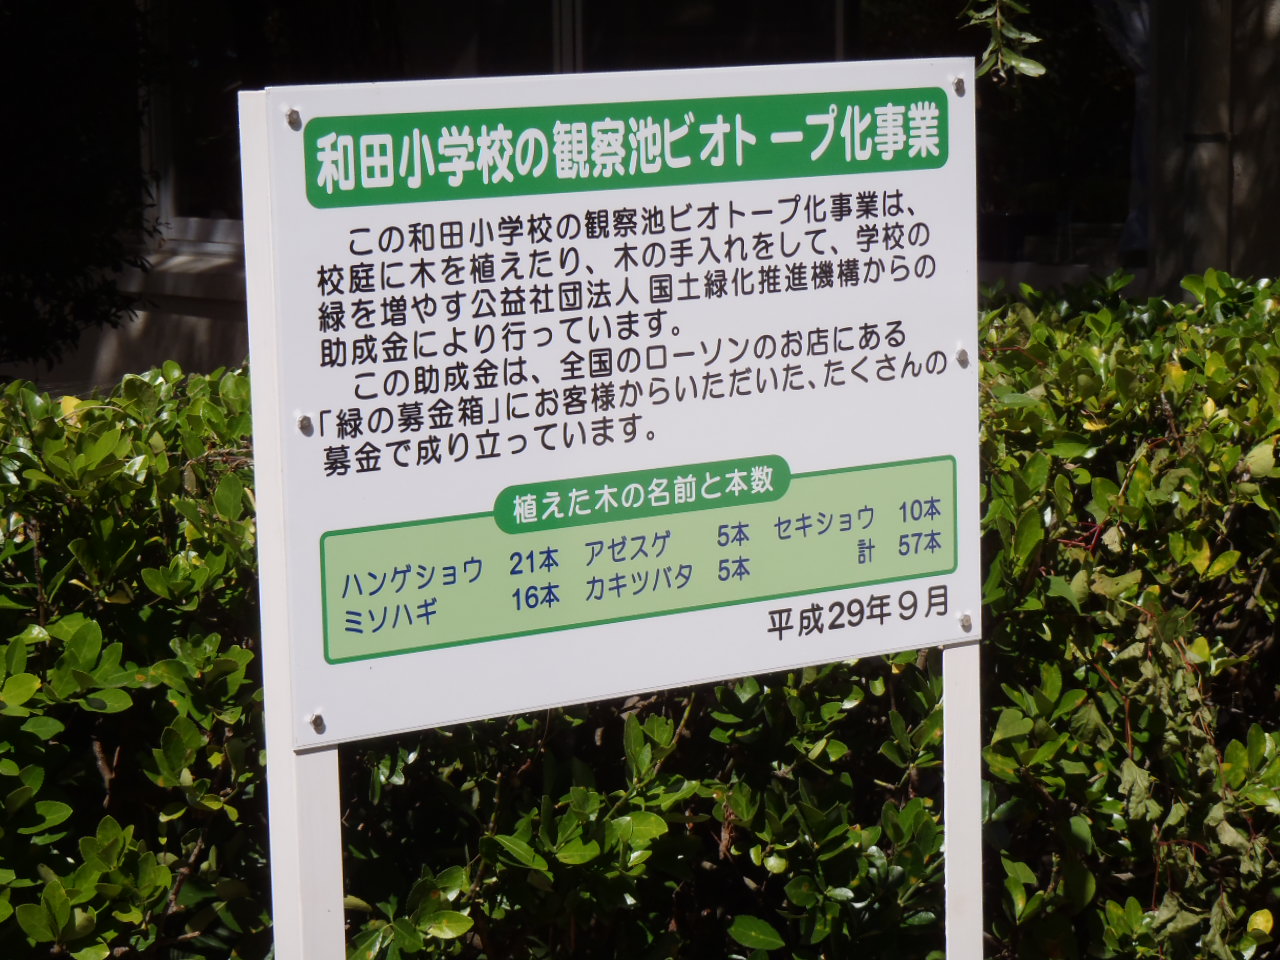 和田小学校の観察池ビオトープ化事業
この和田小学校の観察池ビオトープ化事業は、
校庭に木を植えたり、木の手入れをして、学校の
緑を増やす公益社団法人 国土緑化推進機構からの
助成金により行っています。
この助成金は、全国のローソンのお店にある
「緑の募金箱」にお客様からいただいた、たくさんの
募金で成り立っています。
植えた木の名前と本数
ハンゲショウ 21本 アゼスゲ 5本 セキショウ 10本
ミソハギ 16本 カキツバタ 5本 計 57本
平成29年9月